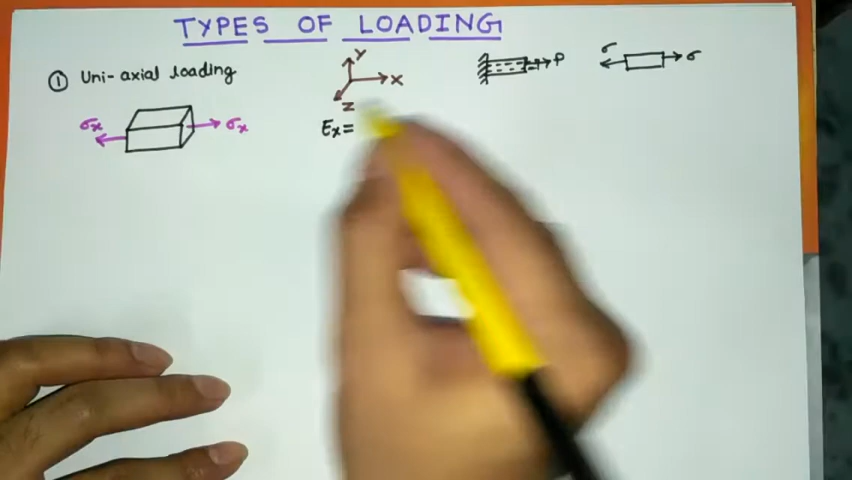 TYPES OF LOADING
① Uni-axial loading
Y
X
Z
P
σ σ
σx σx
Ex=